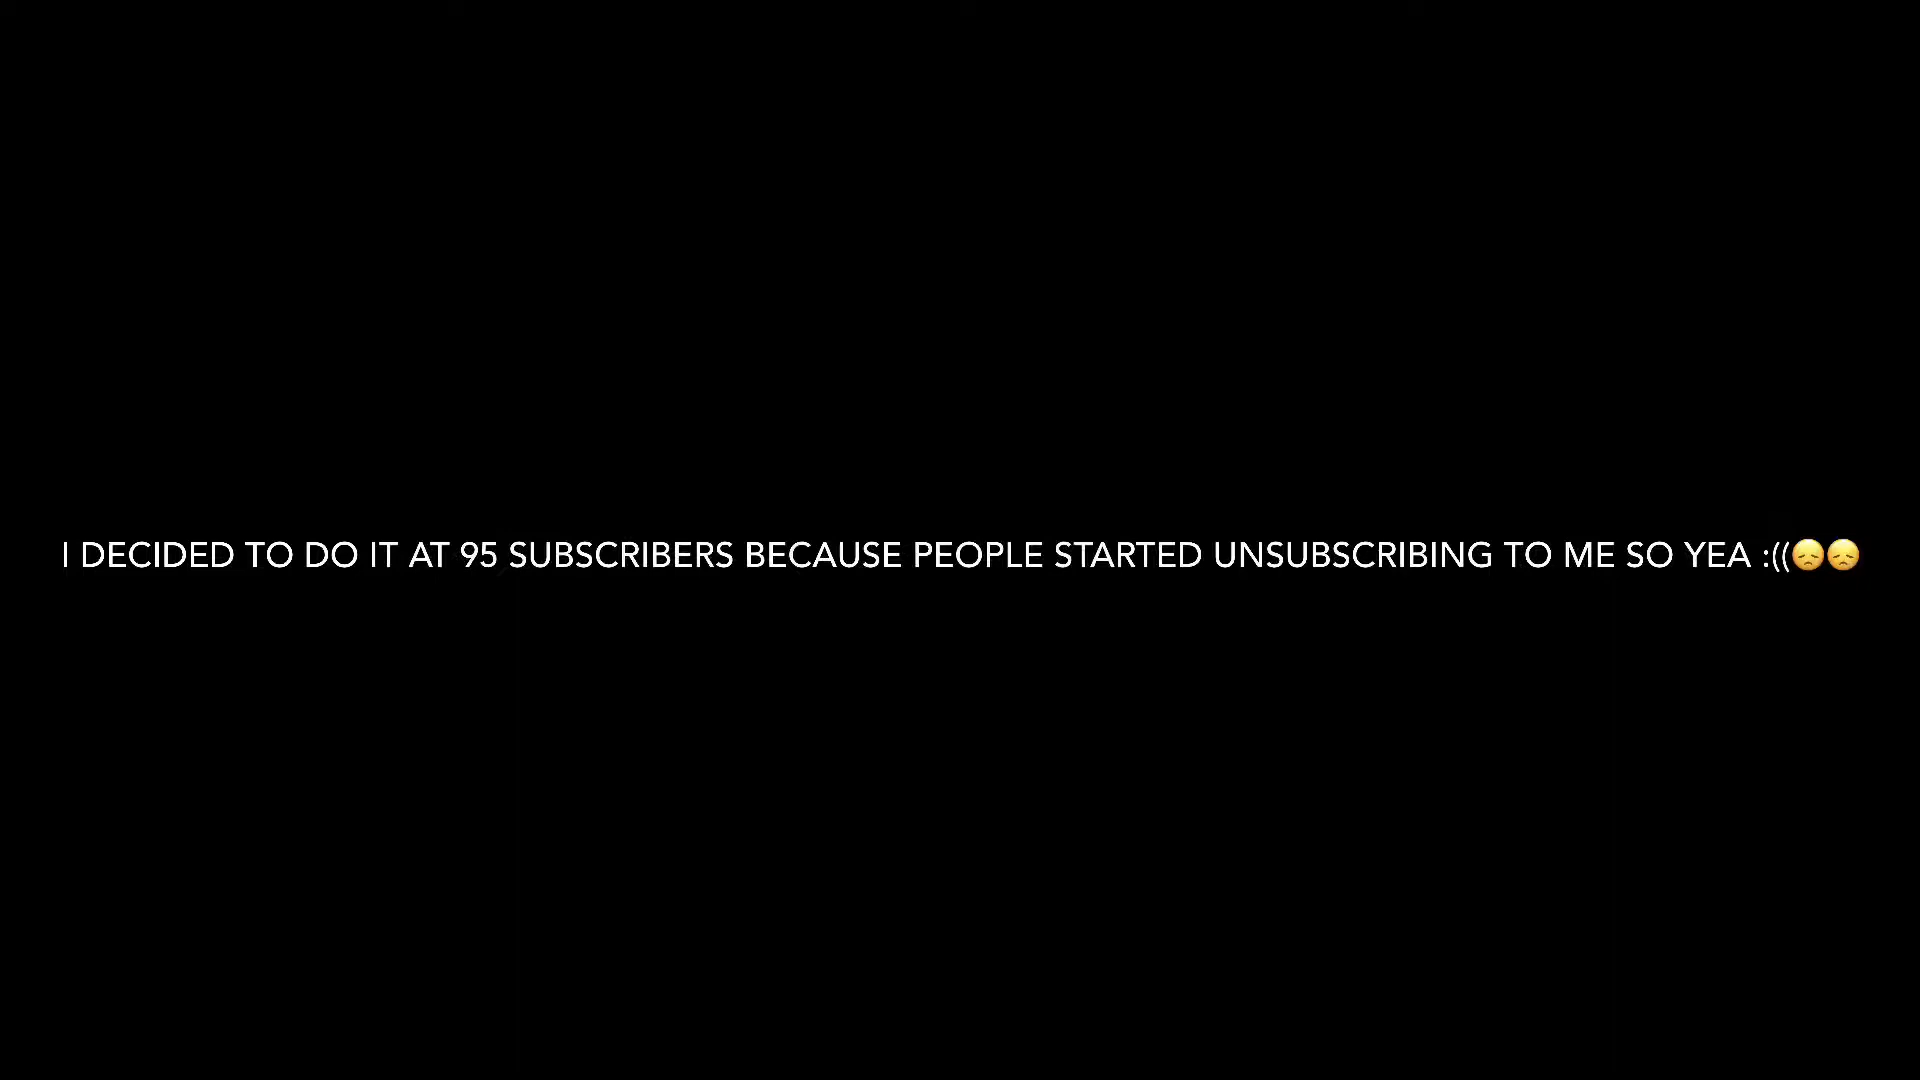 I DECIDED TO DO IT AT 95 SUBSCRIBERS BECAUSE PEOPLE STARTED UNSUBSCRIBING TO ME SO YEA :((😞😞